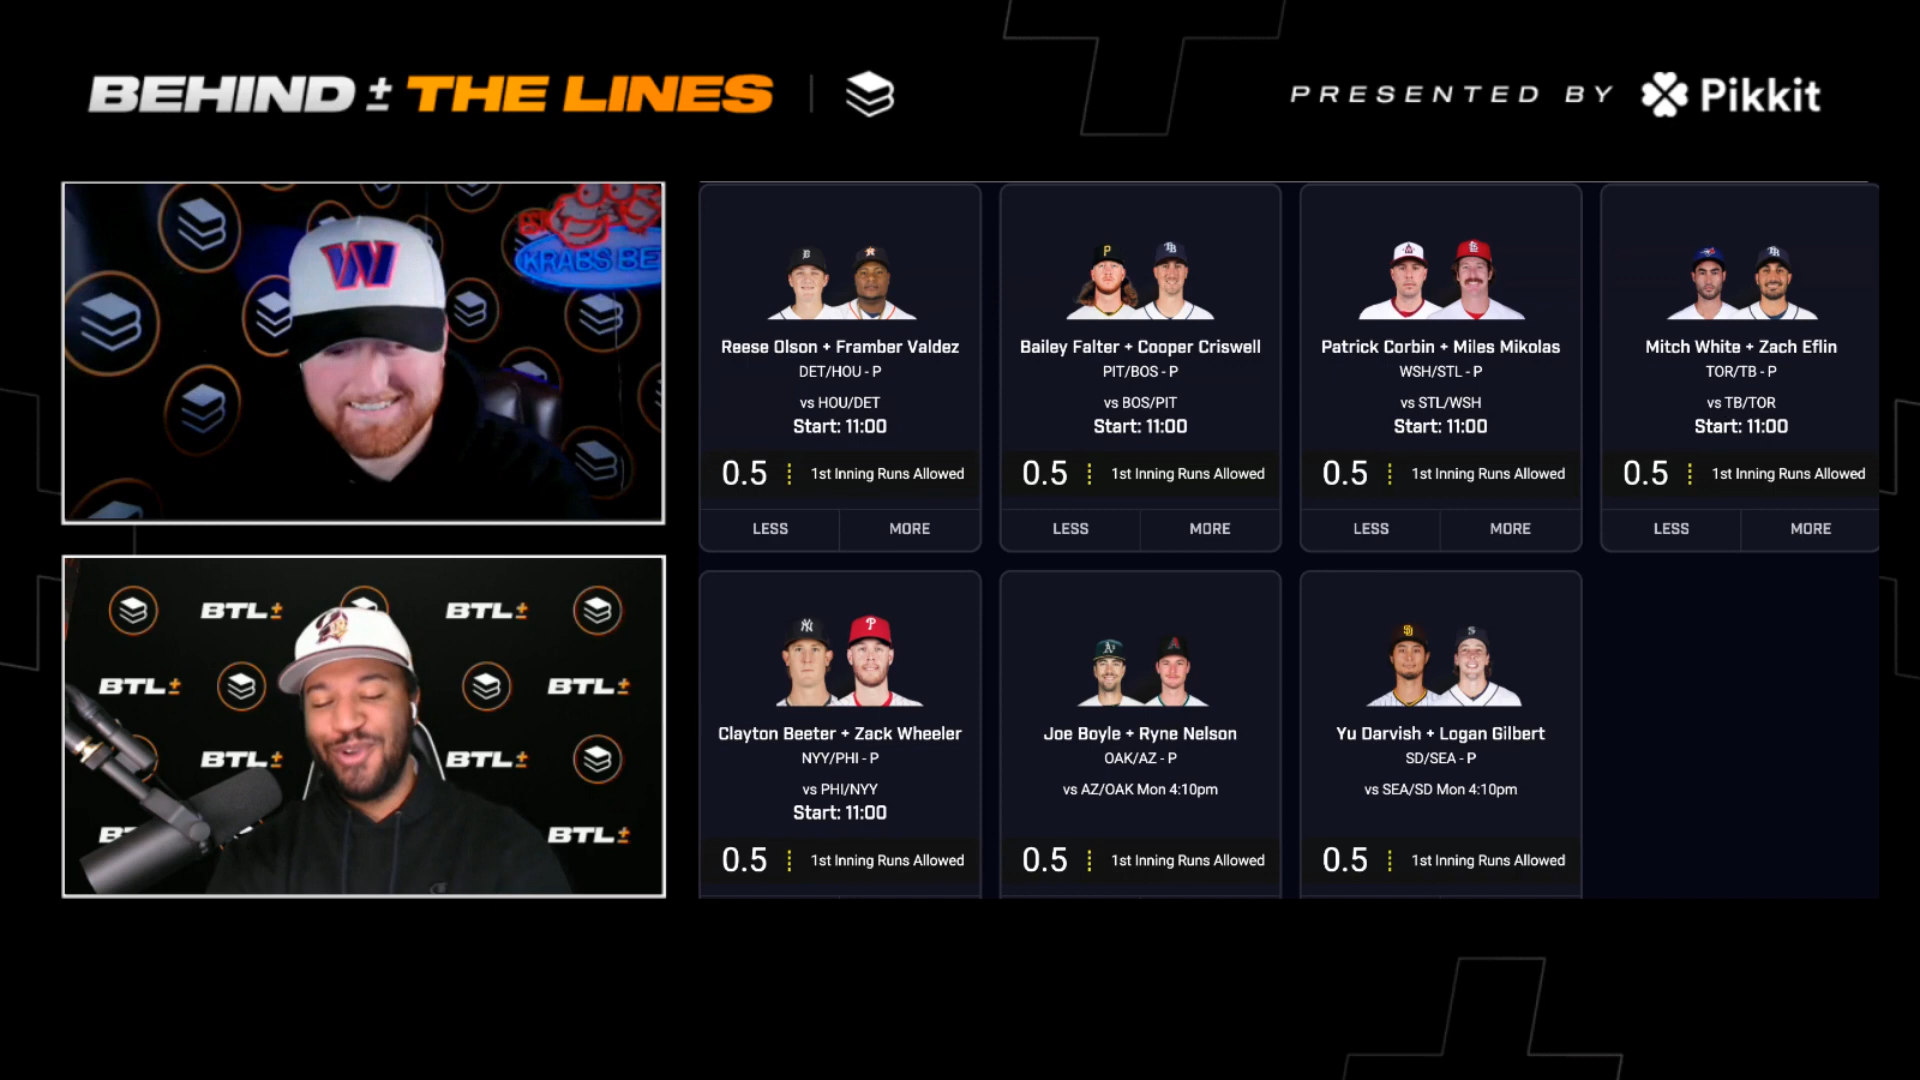 BEHIND ± THE LINES
PRESENTED BY Pikkit
W
KRABS BE
BTL± BTL±
BTL± BTL±
BTL± BTL±
BTL±
Reese Olson + Framber Valdez
DET/HOU - P
vs HOU/DET
Start: 11:00
0.5 1st Inning Runs Allowed
LESS MORE
Bailey Falter + Cooper Criswell
PIT/BOS - P
vs BOS/PIT
Start: 11:00
0.5 1st Inning Runs Allowed
LESS MORE
Patrick Corbin + Miles Mikolas
WSH/STL - P
vs STL/WSH
Start: 11:00
0.5 1st Inning Runs Allowed
LESS MORE
Mitch White + Zach Eflin
TOR/TB - P
vs TB/TOR
Start: 11:00
0.5 1st Inning Runs Allowed
LESS MORE
Clayton Beeter + Zack Wheeler
NYY/PHI - P
vs PHI/NYY
Start: 11:00
0.5 1st Inning Runs Allowed
Joe Boyle + Ryne Nelson
OAK/AZ - P
vs AZ/OAK Mon 4:10pm
0.5 1st Inning Runs Allowed
Yu Darvish + Logan Gilbert
SD/SEA - P
vs SEA/SD Mon 4:10pm
0.5 1st Inning Runs Allowed